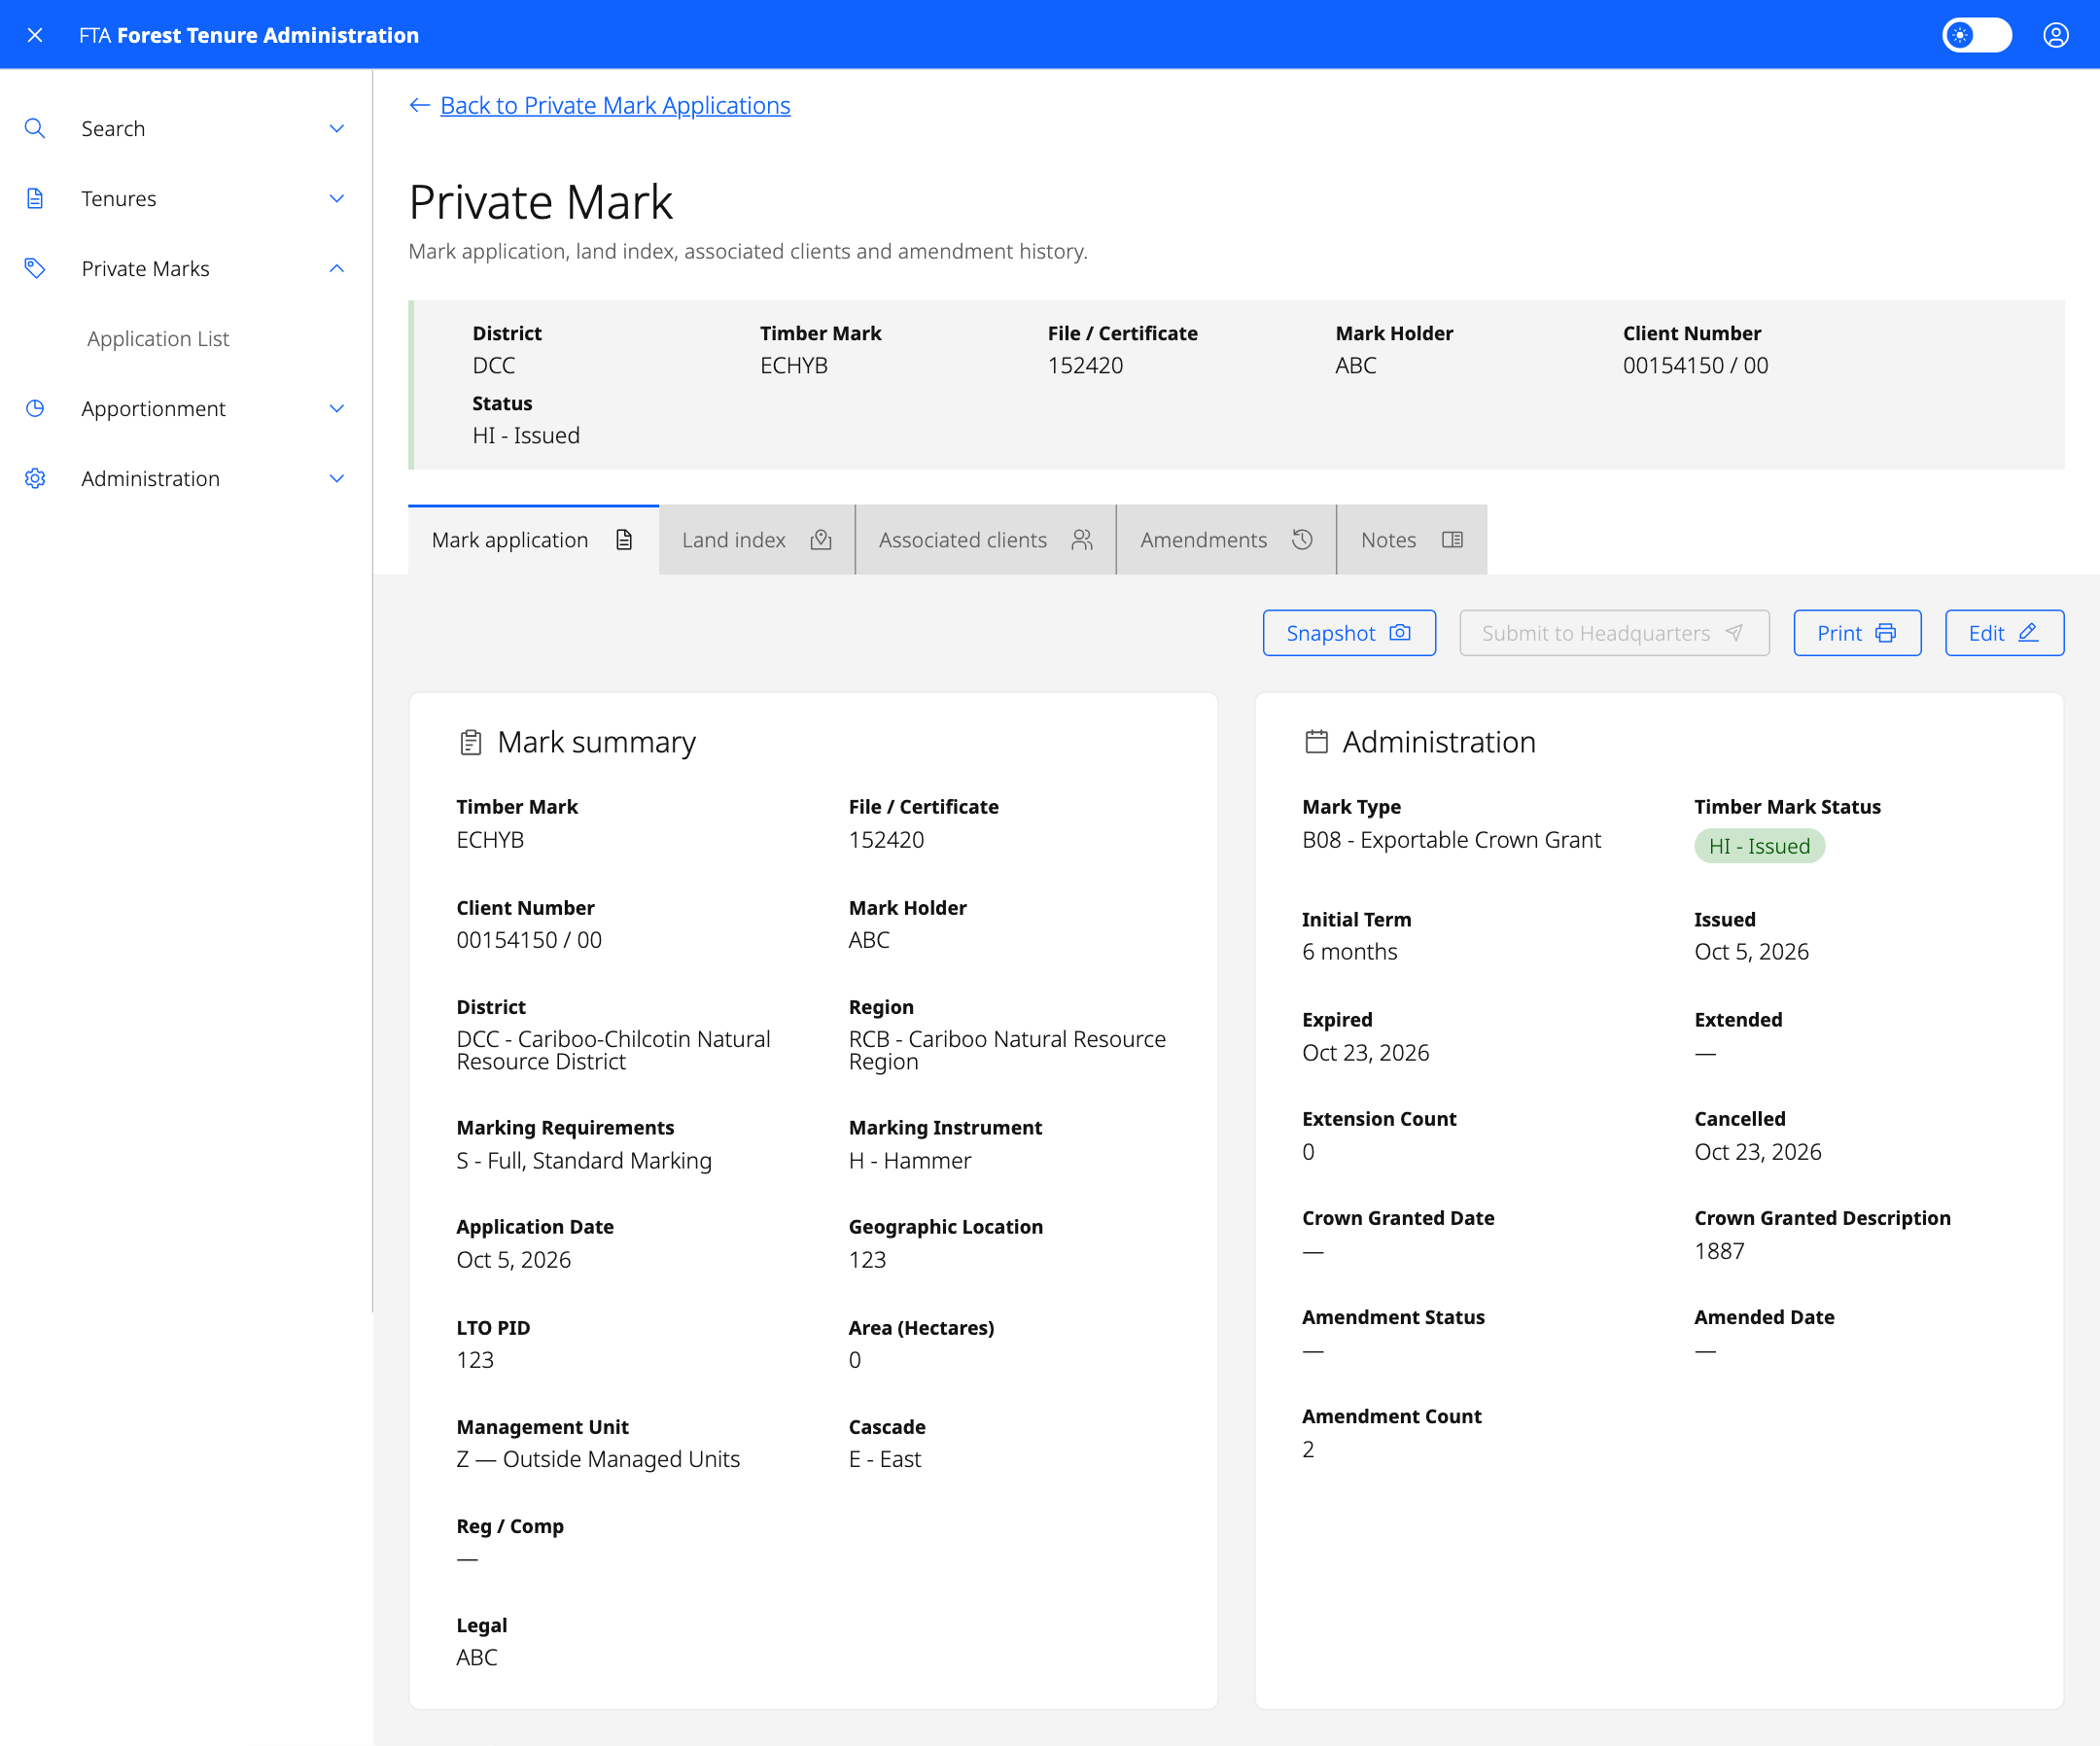 FTA Forest Tenure Administration
Search
Tenures
Private Marks
Application List
Apportionment
Administration
Back to Private Mark Applications
Private Mark
Mark application, land index, associated clients and amendment history.
District
DCC
Timber Mark
ECHYB
File / Certificate
152420
Mark Holder
ABC
Client Number
00154150 / 00
Status
HI - Issued
Mark application
Land index
Associated clients
Amendments
Notes
Snapshot
Submit to Headquarters
Print
Edit
Mark summary
Timber Mark
ECHYB
File / Certificate
152420
Client Number
00154150 / 00
Mark Holder
ABC
District
DCC - Cariboo-Chilcotin Natural
Resource District
Region
RCB - Cariboo Natural Resource
Region
Marking Requirements
S - Full, Standard Marking
Marking Instrument
H - Hammer
Application Date
Oct 5, 2026
Geographic Location
123
LTO PID
123
Area (Hectares)
0
Management Unit
Z — Outside Managed Units
Cascade
E - East
Reg / Comp
—
Legal
ABC
Administration
Mark Type
B08 - Exportable Crown Grant
Timber Mark Status
HI - Issued
Initial Term
6 months
Issued
Oct 5, 2026
Expired
Oct 23, 2026
Extended
—
Extension Count
0
Cancelled
Oct 23, 2026
Crown Granted Date
—
Crown Granted Description
1887
Amendment Status
—
Amended Date
—
Amendment Count
2